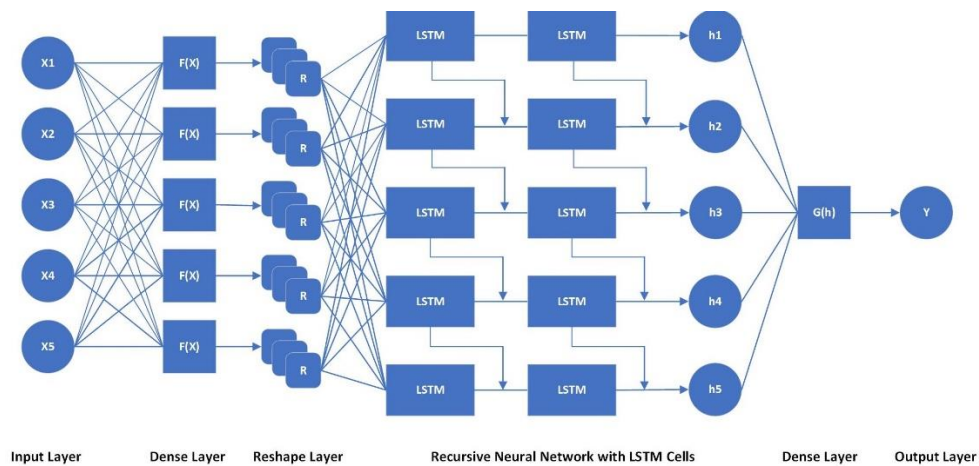 X1
X2
X3
X4
X5
F(X)
F(X)
F(X)
F(X)
F(X)
R
R
R
R
R
LSTM
LSTM
LSTM
LSTM
LSTM
LSTM
LSTM
LSTM
LSTM
LSTM
h1
h2
h3
h4
h5
G(h)
Y
Input Layer
Dense Layer
Reshape Layer
Recursive Neural Network with LSTM Cells
Dense Layer
Output Layer